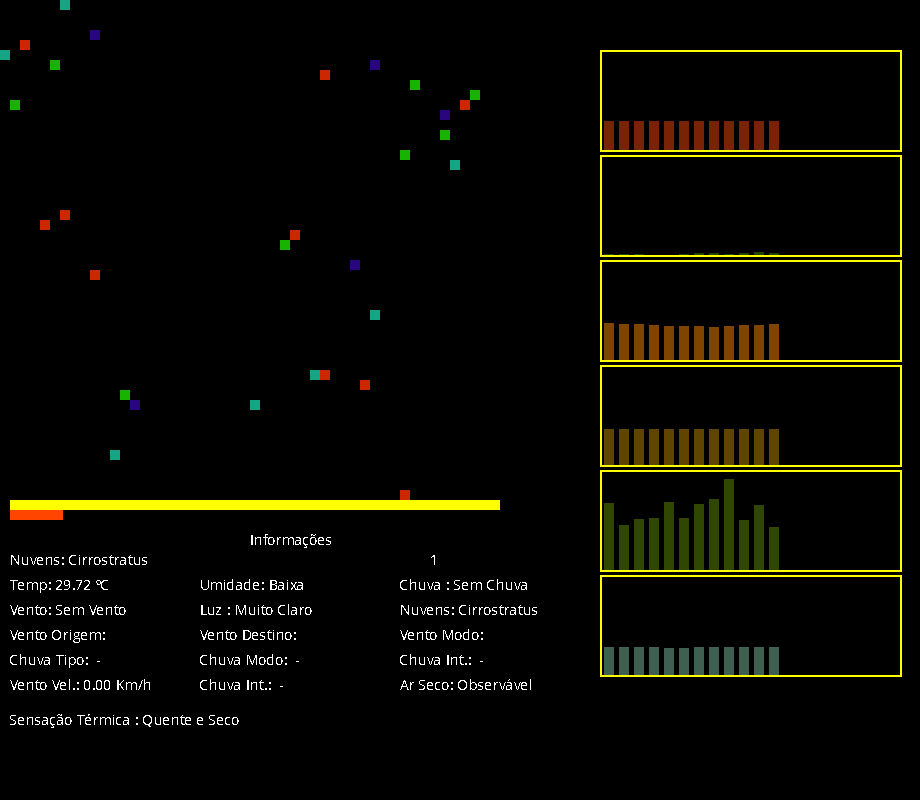 Informações
Nuvens: Cirrostratus 1
Temp: 29.72 ºC Umidade: Baixa Chuva : Sem Chuva
Vento: Sem Vento Luz : Muito Claro Nuvens: Cirrostratus
Vento Origem: Vento Destino: Vento Modo:
Chuva Tipo: - Chuva Modo: - Chuva Int.: -
Vento Vel.: 0.00 Km/h Chuva Int.: - Ar Seco: Observável
Sensação Térmica : Quente e Seco